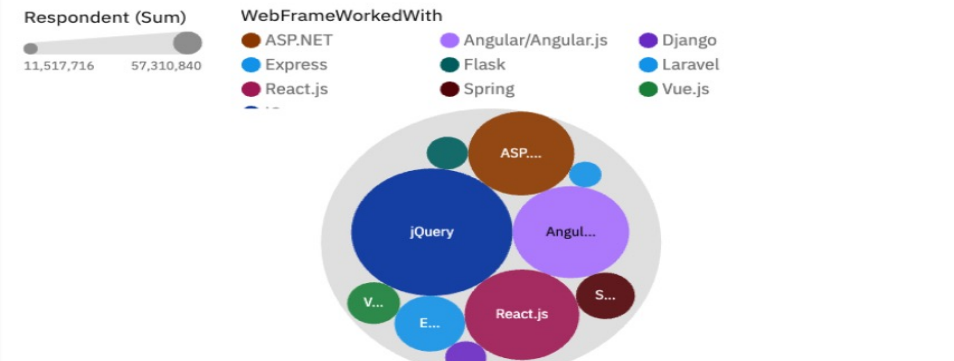 Respondent (Sum)
11,517,716 57,310,840
WebFrameWorkedWith
ASP.NET Angular/Angular.js Django
Express Flask Laravel
React.js Spring Vue.js
ASP....
jQuery Angul...
V... E... React.js S...